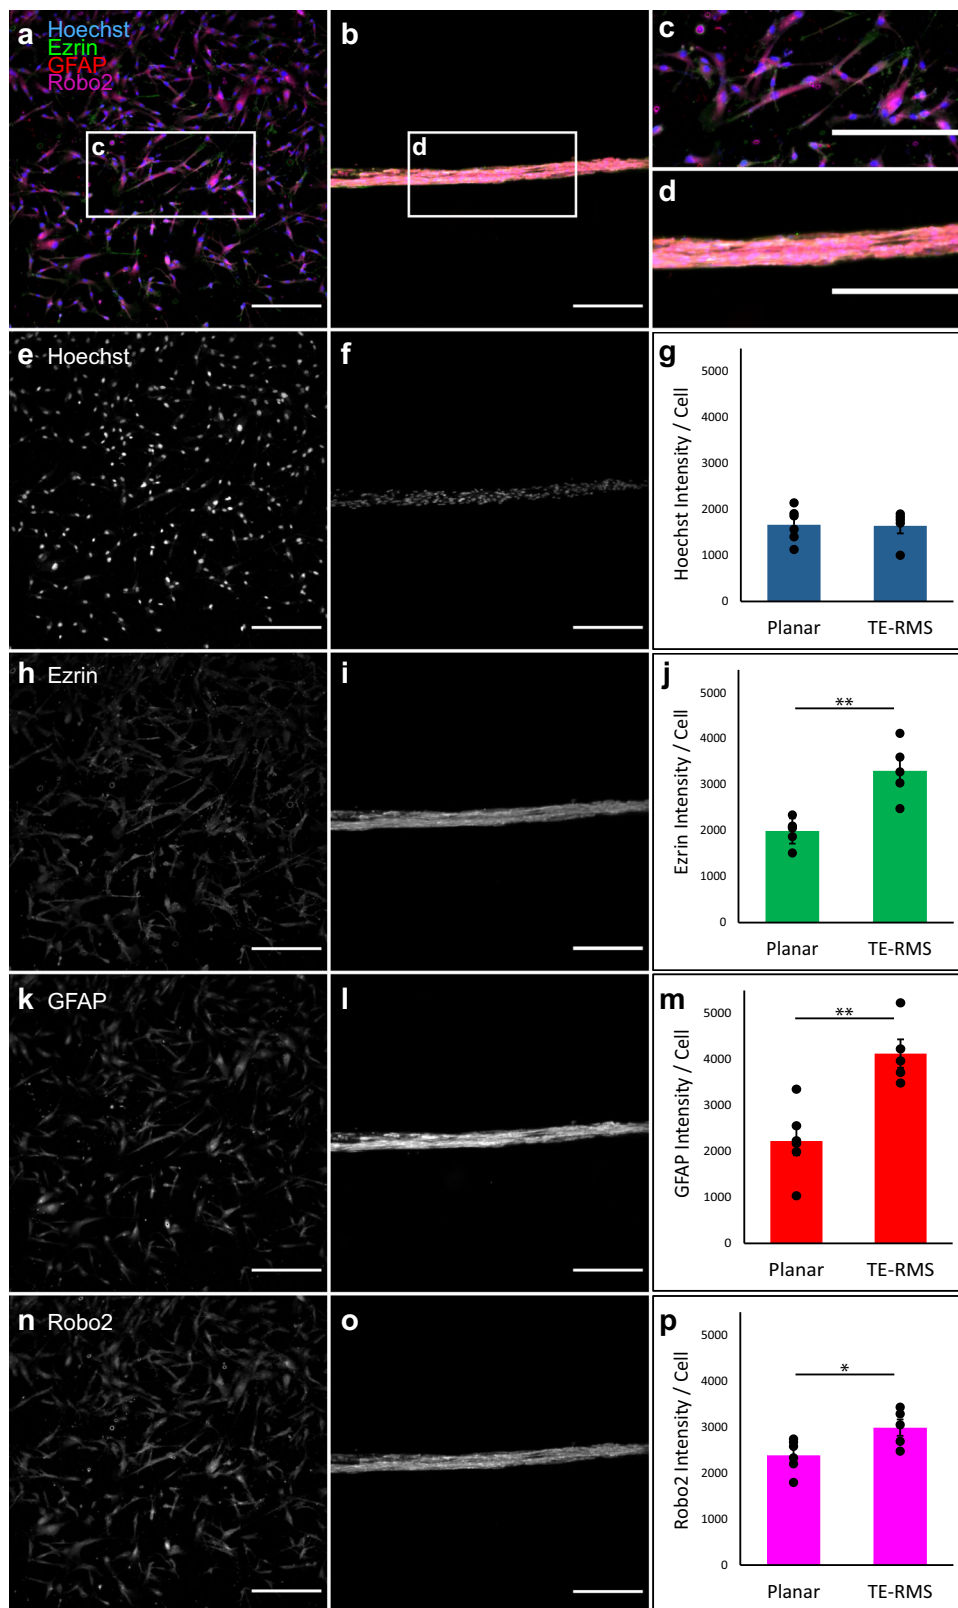 a
Hoechst
Ezrin
GFAP
Robo2
c
b
d
c
d
e Hoechst
f
g
Hoechst Intensity / Cell
5000
4000
3000
2000
1000
0
Planar TE-RMS
h Ezrin
i
j
Ezrin Intensity / Cell
5000
4000
3000
2000
1000
0
**
Planar TE-RMS
k GFAP
l
m
GFAP Intensity / Cell
5000
4000
3000
2000
1000
0
**
Planar TE-RMS
n Robo2
o
p
Robo2 Intensity / Cell
5000
4000
3000
2000
1000
0
*
Planar TE-RMS